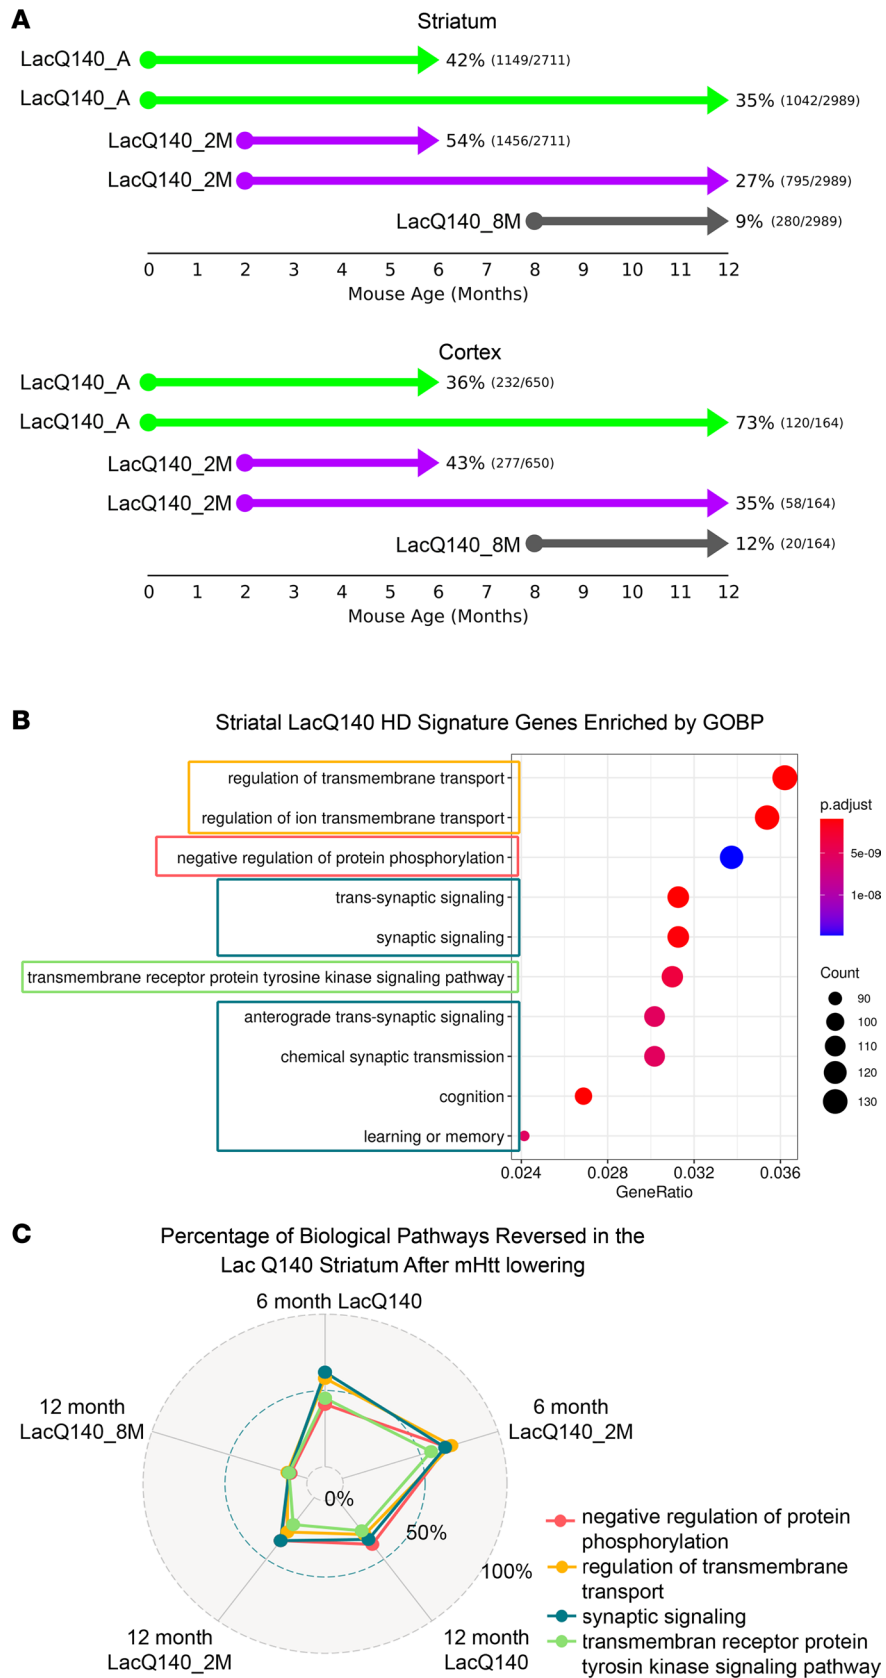 A
Striatum
LacQ140_A 42% (1149/2711)
LacQ140_A 35% (1042/2989)
LacQ140_2M 54% (1456/2711)
LacQ140_2M 27% (795/2989)
LacQ140_8M 9% (280/2989)
0 1 2 3 4 5 6 7 8 9 10 11 12
Mouse Age (Months)
Cortex
LacQ140_A 36% (232/650)
LacQ140_A 73% (120/164)
LacQ140_2M 43% (277/650)
LacQ140_2M 35% (58/164)
LacQ140_8M 12% (20/164)
0 1 2 3 4 5 6 7 8 9 10 11 12
Mouse Age (Months)
B
Striatal LacQ140 HD Signature Genes Enriched by GOBP
regulation of transmembrane transport
regulation of ion transmembrane transport
negative regulation of protein phosphorylation
trans-synaptic signaling
synaptic signaling
transmembrane receptor protein tyrosine kinase signaling pathway
anterograde trans-synaptic signaling
chemical synaptic transmission
cognition
learning or memory
0.024 0.028 0.032 0.036
GeneRatio
p.adjust
5e-09
1e-08
Count
90
100
110
120
130
C
Percentage of Biological Pathways Reversed in the
Lac Q140 Striatum After mHtt lowering
6 month LacQ140
6 month
LacQ140_2M
12 month
LacQ140
12 month
LacQ140_2M
12 month
LacQ140_8M
0%
50%
100%
negative regulation of protein
phosphorylation
regulation of transmembrane
transport
synaptic signaling
transmembran receptor protein
tyrosin kinase signaling pathway